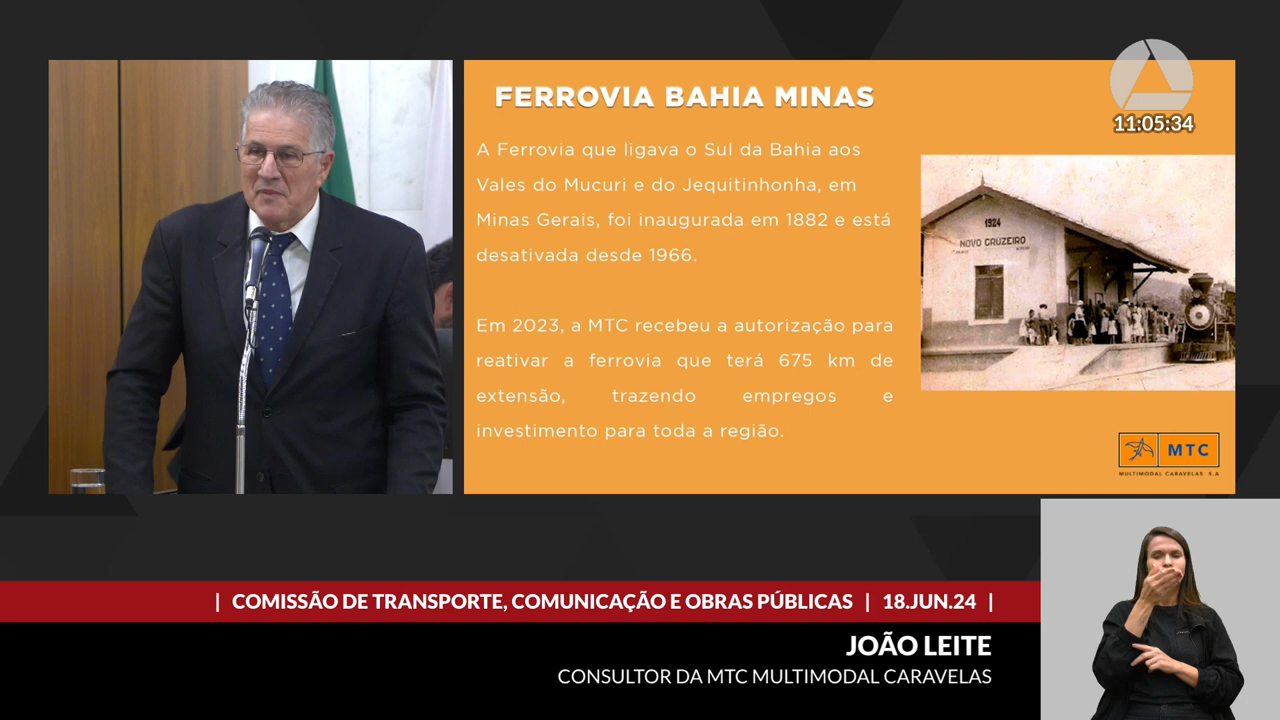 FERROVIA BAHIA MINAS
11:05:34
A Ferrovia que ligava o Sul da Bahia aos
Vales do Mucuri e do Jequitinhonha, em
Minas Gerais, foi inaugurada em 1882 e está
desativada desde 1966.
Em 2023, a MTC recebeu a autorização para
reativar a ferrovia que terá 675 km de
extensão, trazendo empregos e
investimento para toda a região.
1924
NOVO CRUZEIRO
MTC
MULTIMODAL CARAVELAS S.A
| COMISSÃO DE TRANSPORTE, COMUNICAÇÃO E OBRAS PÚBLICAS | 18.JUN.24 |
JOÃO LEITE
CONSULTOR DA MTC MULTIMODAL CARAVELAS